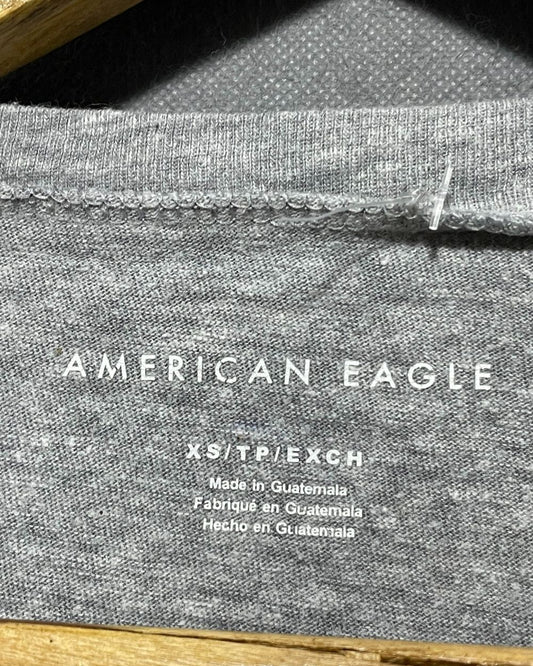 AMERICAN EAGLE
XS/TP/EXCH
Made in Guatemala
Fabriqué en Guatemala
Hecho en Guatemala